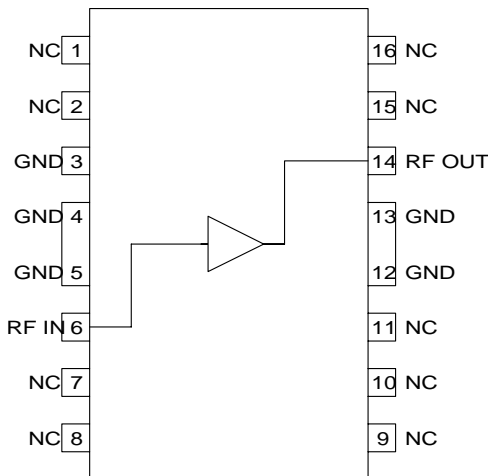 NC 1 16 NC
NC 2 15 NC
GND 3 14 RF OUT
GND 4 13 GND
GND 5 12 GND
RF IN 6 11 NC
NC 7 10 NC
NC 8 9 NC